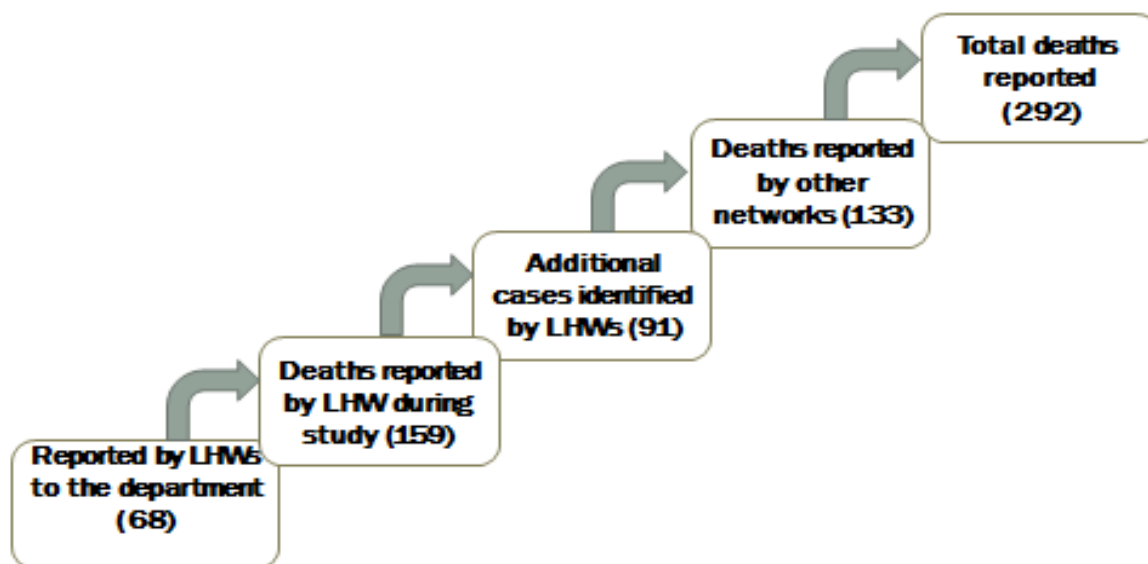 Total deaths
reported
(292)
Deaths reported
by other
networks (133)
Additional
cases identified
by LHWs (91)
Deaths reported
by LHW during
study (159)
Reported by LHWs
to the department
(68)